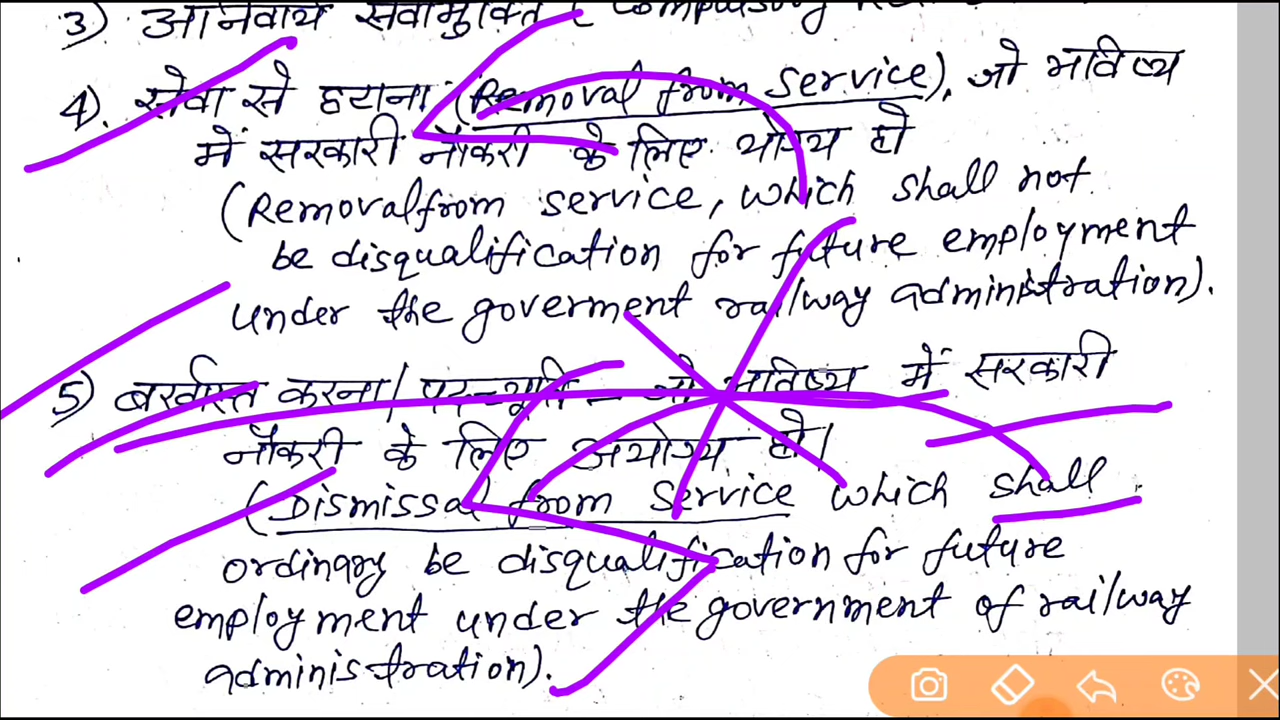 3) अनिवार्य सेवामुक्ति ( Compulsory
4). सेवा से हटाना (Removal from Service), जो भविष्य
में सरकारी नौकरी के लिए योग्य हो
(Removal from service, which shall not
be disqualification for future employment
under the goverment railway administration).
5) बर्खास्त करना/ पदच्यूति - जो भविष्य में सरकारी
नौकरी के लिए अयोग्य हो।
(Dismissal from Service which shall
ordinary be disqualification for future
employment under the government of railway
administration).